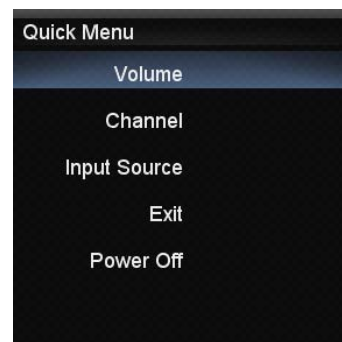 Quick Menu
Volume
Channel
Input Source
Exit
Power Off